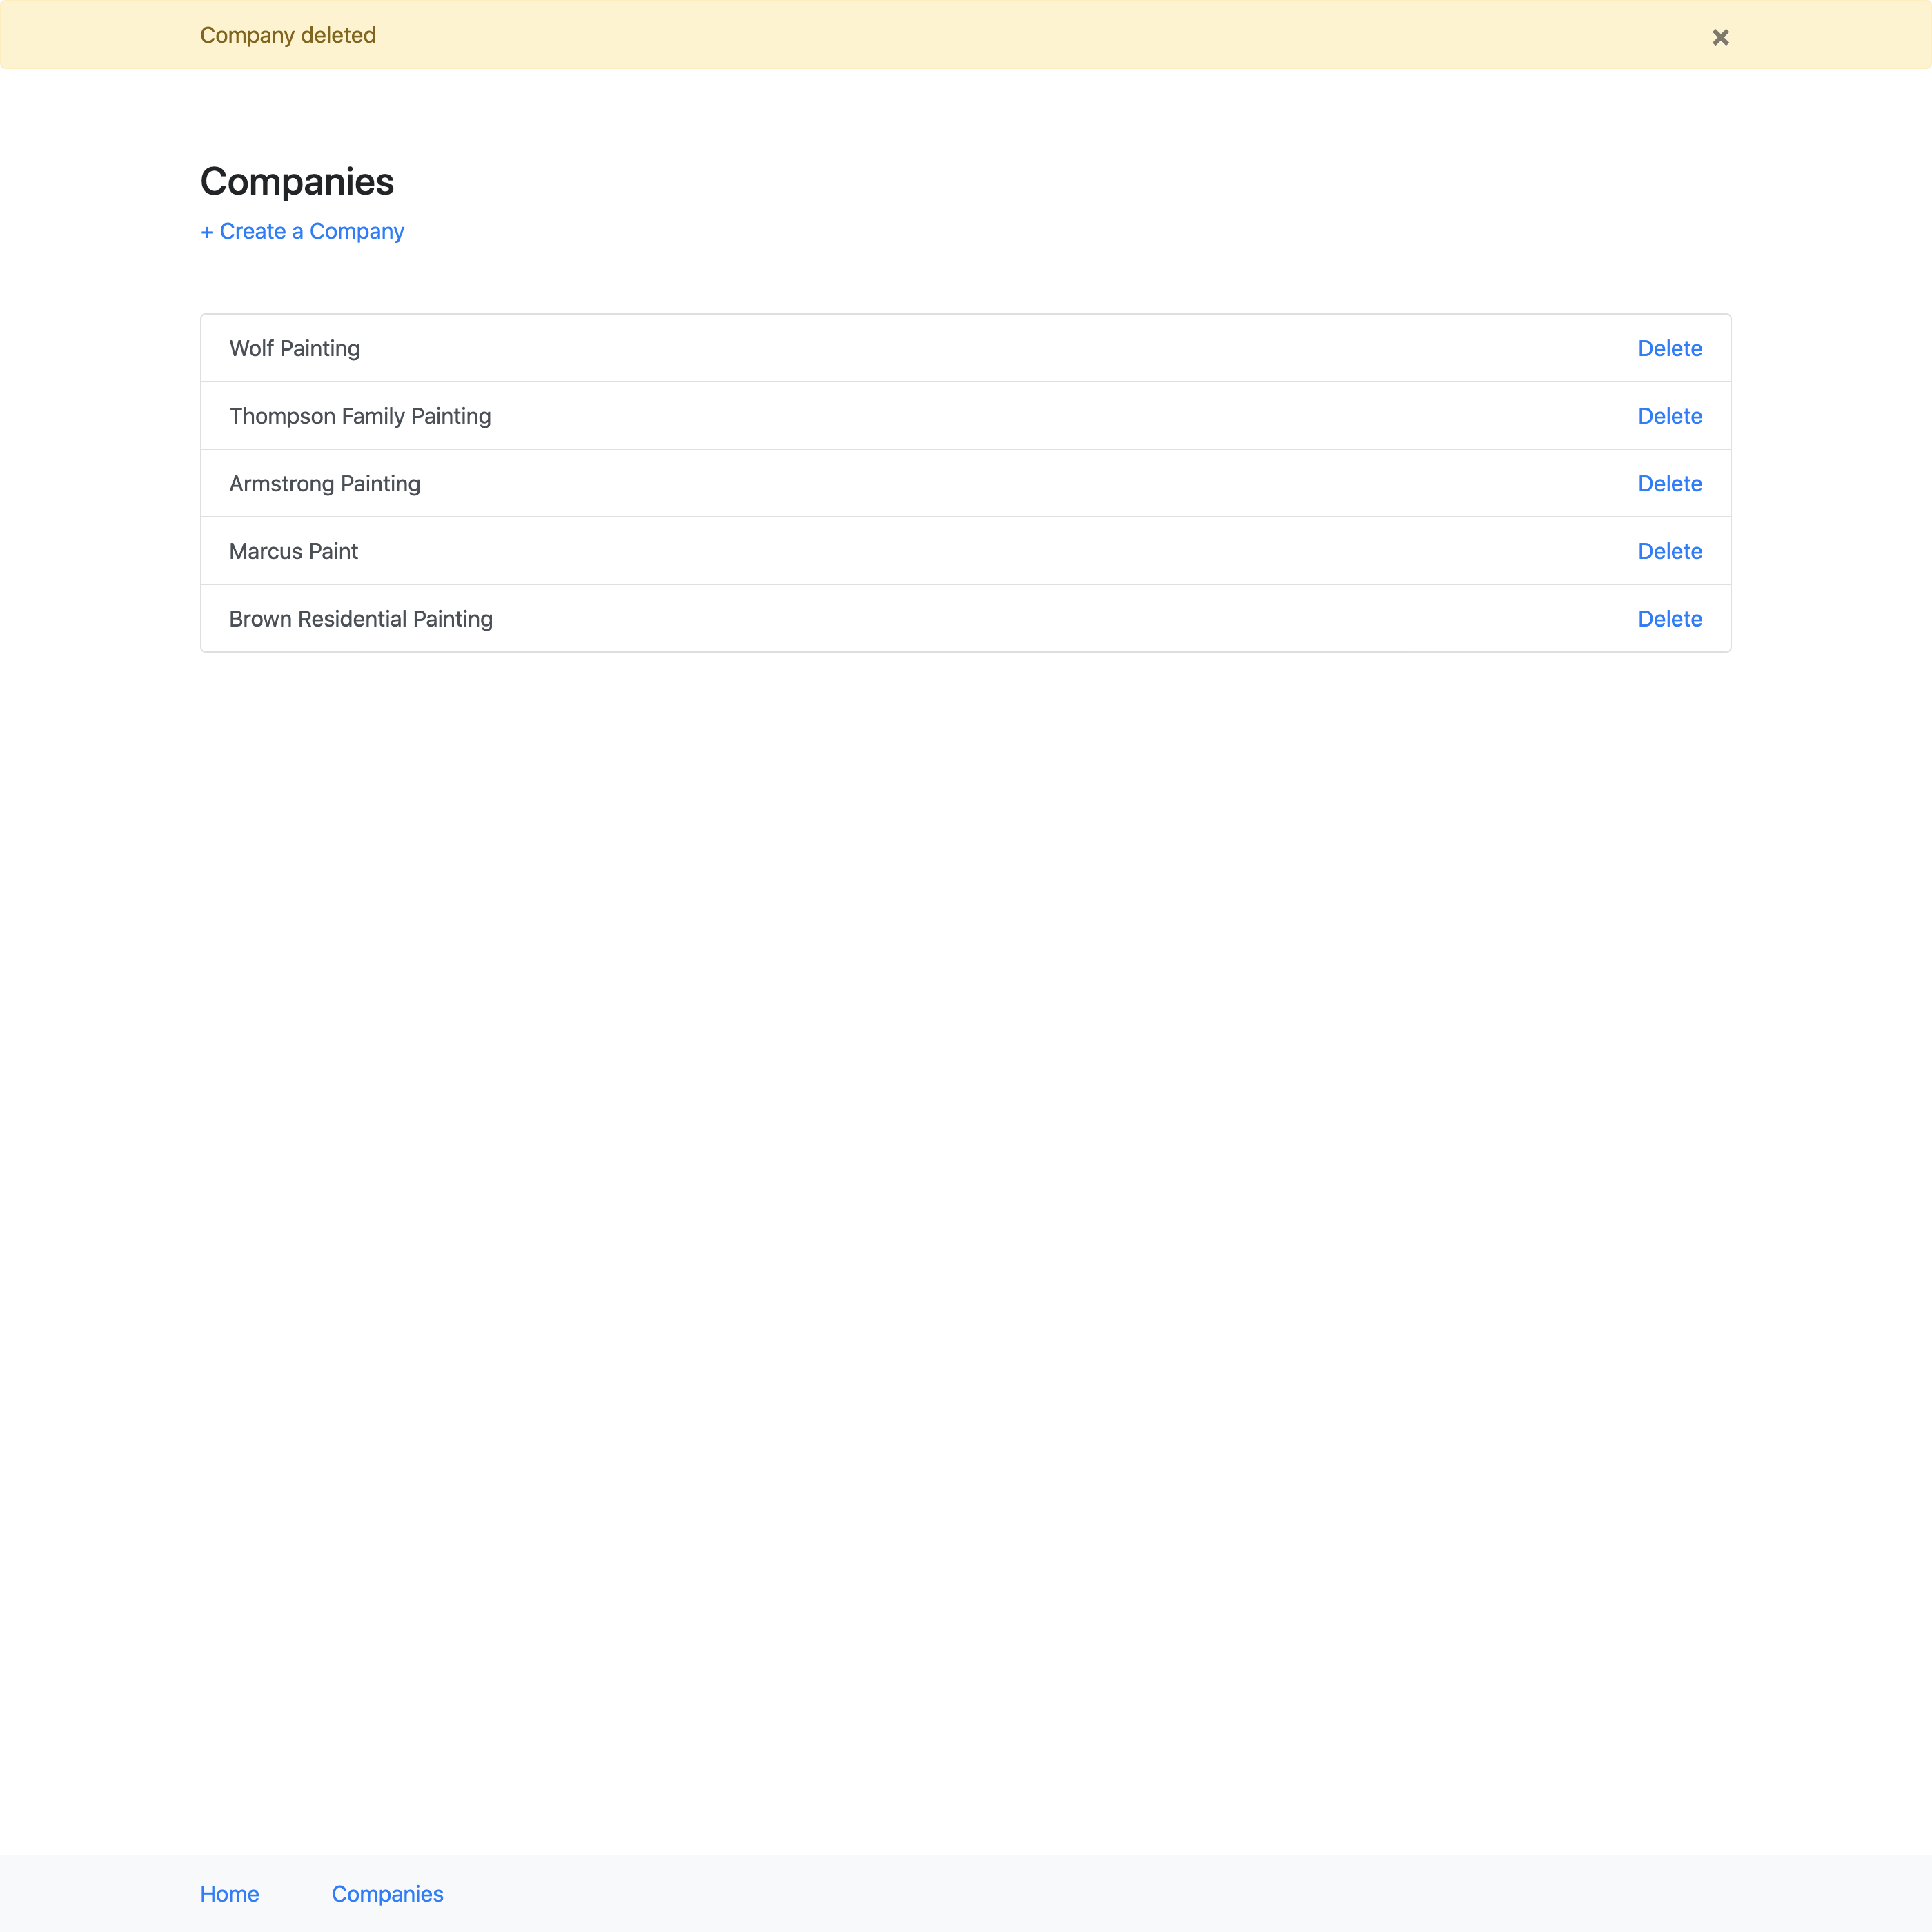 Company deleted ×
Companies
+ Create a Company
Wolf Painting Delete
Thompson Family Painting Delete
Armstrong Painting Delete
Marcus Paint Delete
Brown Residential Painting Delete
Home Companies